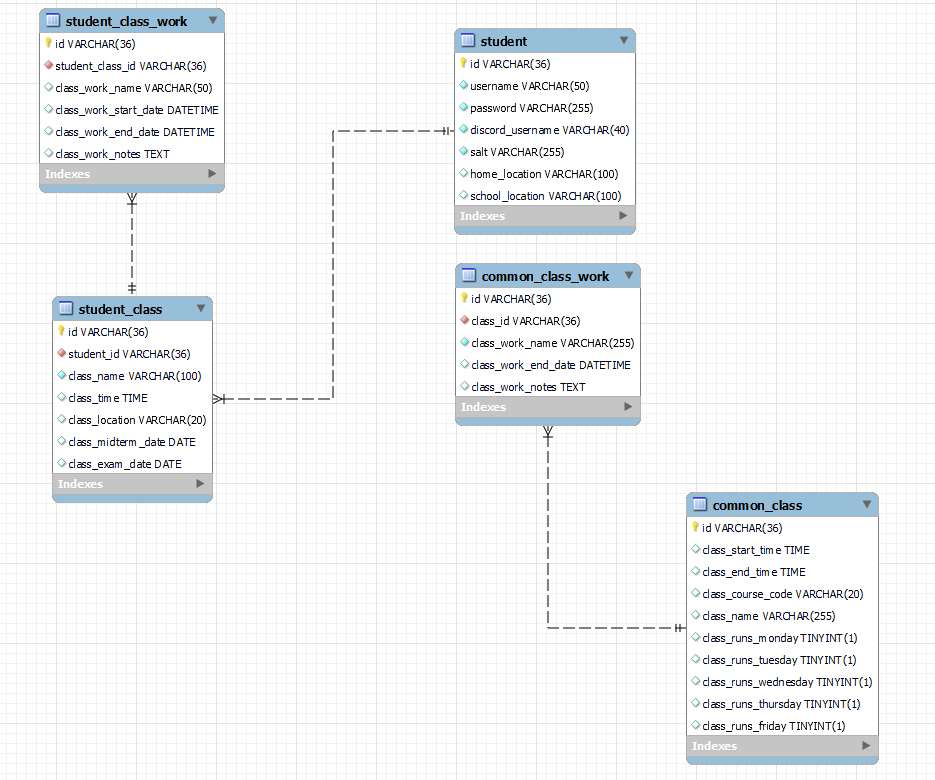 student_class_work
id VARCHAR(36)
student_class_id VARCHAR(36)
class_work_name VARCHAR(50)
class_work_start_date DATETIME
class_work_end_date DATETIME
class_work_notes TEXT
Indexes
student
id VARCHAR(36)
username VARCHAR(50)
password VARCHAR(255)
discord_username VARCHAR(40)
salt VARCHAR(255)
home_location VARCHAR(100)
school_location VARCHAR(100)
Indexes
common_class_work
id VARCHAR(36)
class_id VARCHAR(36)
class_work_name VARCHAR(255)
class_work_end_date DATETIME
class_work_notes TEXT
Indexes
student_class
id VARCHAR(36)
student_id VARCHAR(36)
class_name VARCHAR(100)
class_time TIME
class_location VARCHAR(20)
class_midterm_date DATE
class_exam_date DATE
Indexes
common_class
id VARCHAR(36)
class_start_time TIME
class_end_time TIME
class_course_code VARCHAR(20)
class_name VARCHAR(255)
class_runs_monday TINYINT(1)
class_runs_tuesday TINYINT(1)
class_runs_wednesday TINYINT(1)
class_runs_thursday TINYINT(1)
class_runs_friday TINYINT(1)
Indexes